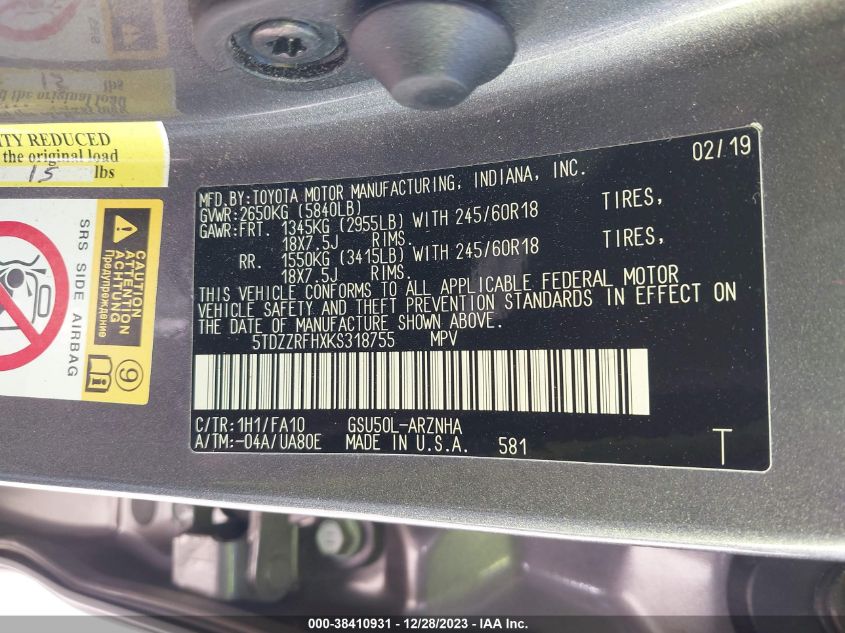 lbs
ITY REDUCED
the original load
15 lbs
SRS SIDE AIRBAG
CAUTION
ATTENTION
ACHTUNG
Предупреждение
9
02/19
MFD.BY:TOYOTA MOTOR MANUFACTURING, INDIANA, INC.
GVWR:2650KG (5840LB)
GAWR:FRT. 1345KG (2955LB) WITH 245/60R18 TIRES,
18X7.5J RIMS.
RR. 1550KG (3415LB) WITH 245/60R18 TIRES,
18X7.5J RIMS.
THIS VEHICLE CONFORMS TO ALL APPLICABLE FEDERAL MOTOR
VEHICLE SAFETY AND THEFT PREVENTION STANDARDS IN EFFECT ON
THE DATE OF MANUFACTURE SHOWN ABOVE.
5TDZZRFHXKS318755 MPV
C/TR:1H1/FA10 GSU50L-ARZNHA
A/TM:-04A/UA80E MADE IN U.S.A. 581
T
000-38410931 - 12/28/2023 - IAA Inc.